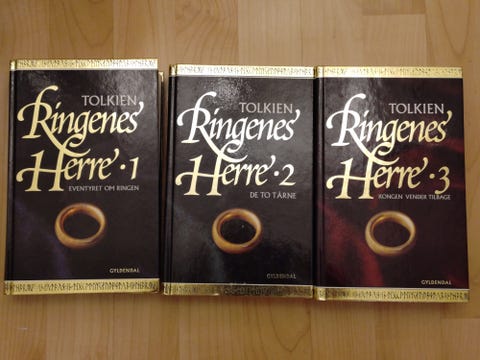 TOLKIEN
Ringenes
Herre · 1
EVENTYRET OM RINGEN
GYLDENDAL
TOLKIEN
Ringenes
Herre · 2
DE TO TÅRNE
GYLDENDAL
TOLKIEN
Ringenes
Herre · 3
KONGEN VENDER TILBAGE
GYLDENDAL